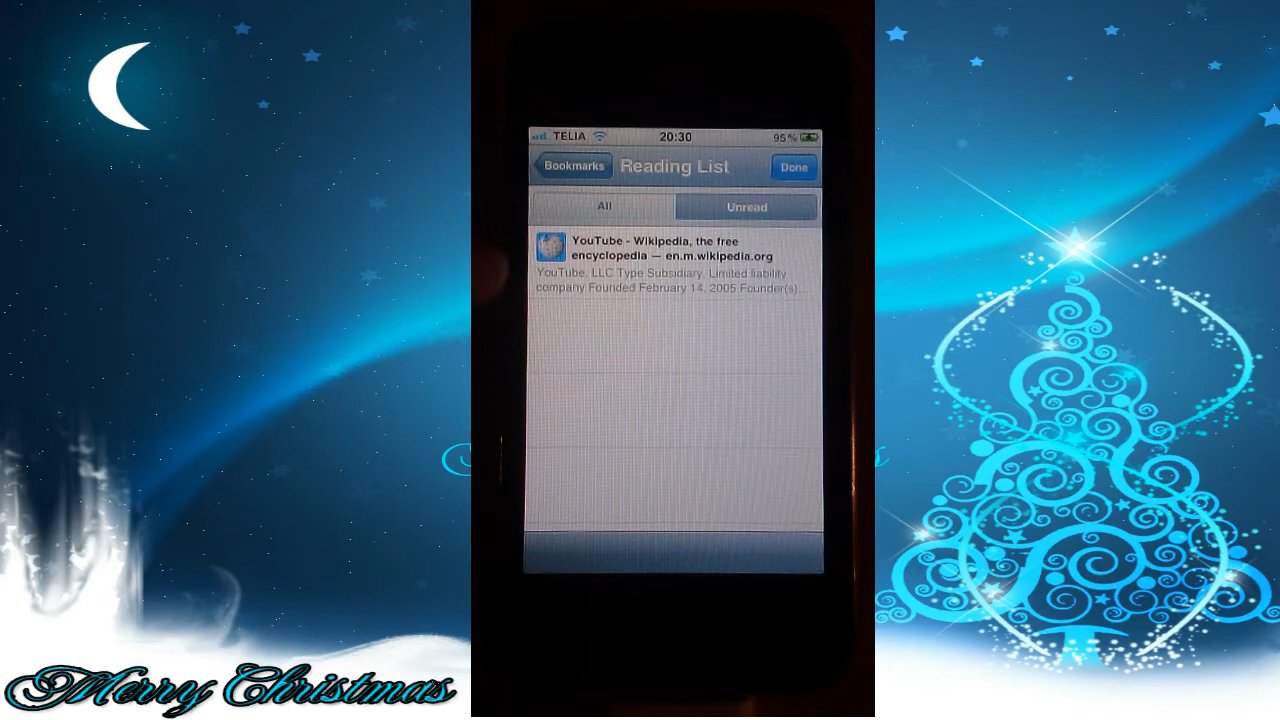 TELIA 20:30 95%
Bookmarks Reading List Done
All Unread
YouTube - Wikipedia, the free
encyclopedia — en.m.wikipedia.org
YouTube, LLC Type Subsidiary, Limited liability
company Founded February 14, 2005 Founder(s)...
Merry Christmas